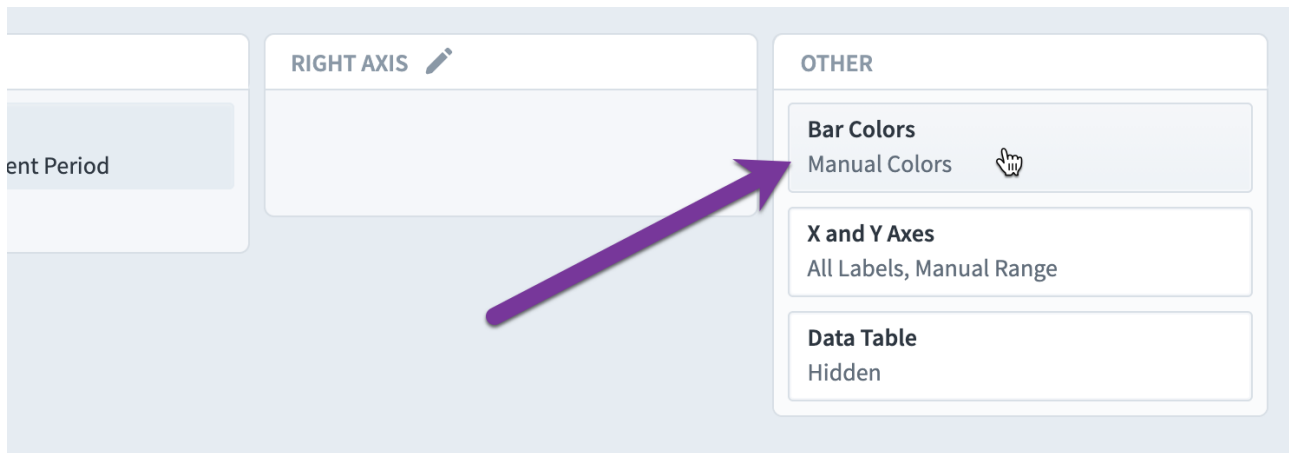 ent Period
RIGHT AXIS
OTHER
Bar Colors
Manual Colors
X and Y Axes
All Labels, Manual Range
Data Table
Hidden